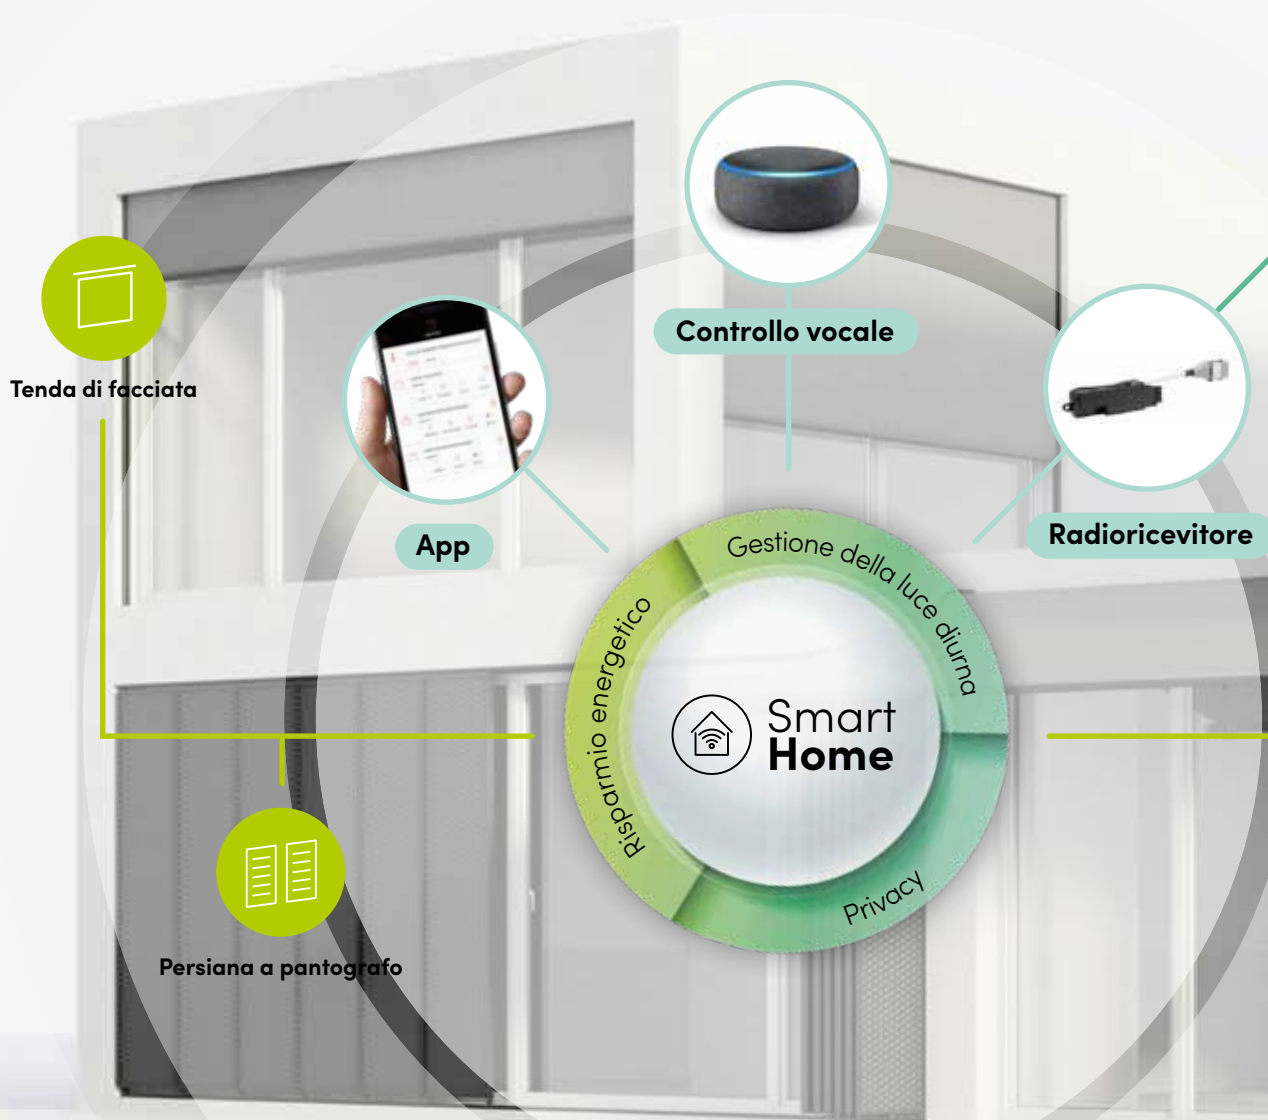 Controllo vocale
Tenda di facciata
App
Radioricevitore
Gestione della luce diurna
Risparmio energetico
Smart
Home
Privacy
Persiana a pantografo